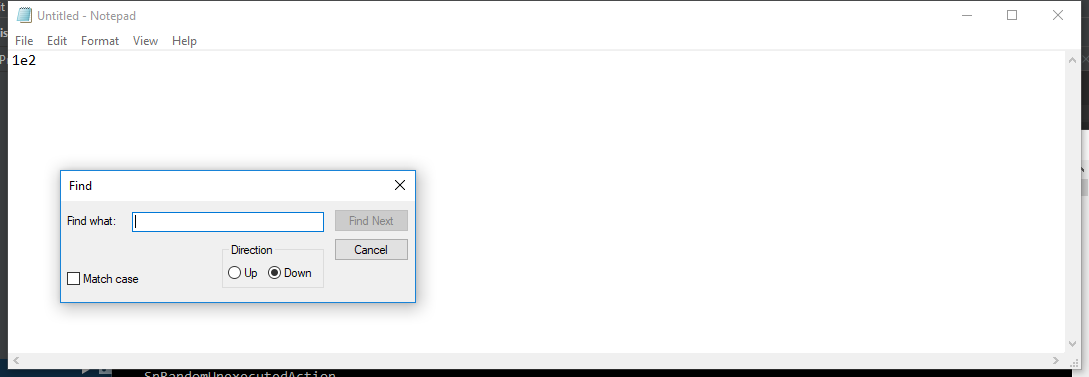 Untitled - Notepad
File Edit Format View Help
1e2
Find
Find what:
Find Next
Direction
Cancel
Up Down
Match case
SnRandomUnexecutedAction